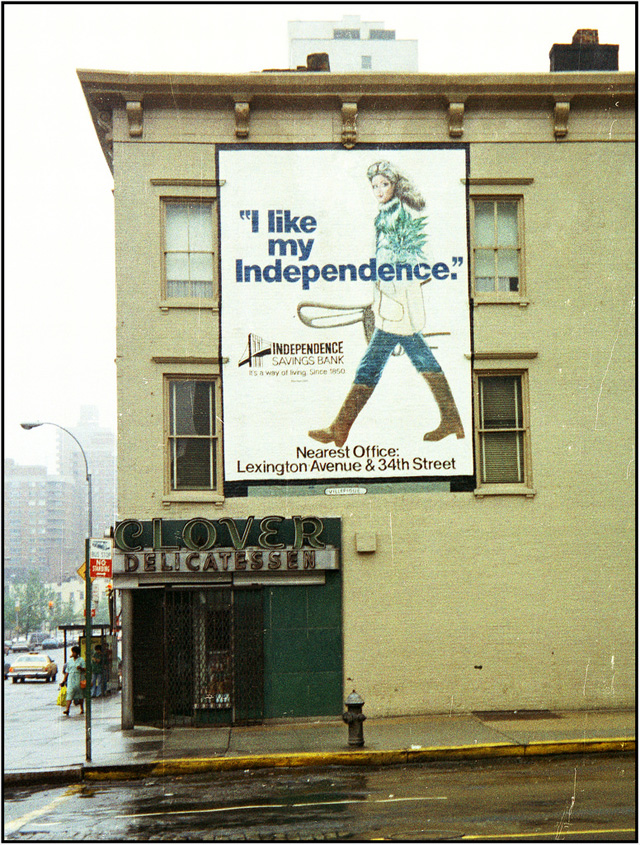 "I like
my
Independence."
INDEPENDENCE
SAVINGS BANK
It's a way of living. Since 1850.
Nearest Office:
Lexington Avenue & 34th Street
CLOVER
DELICATESSEN
BUS STOP
NO
STANDING